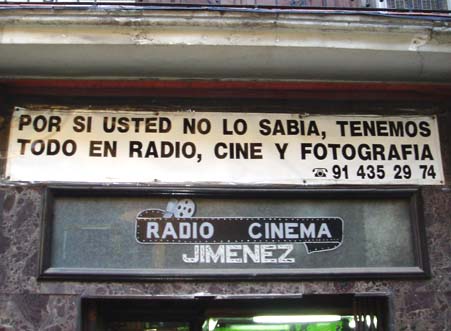 POR SI USTED NO LO SABIA, TENEMOS
TODO EN RADIO, CINE Y FOTOGRAFIA
☎ 91 435 29 74
RADIO CINEMA
JIMENEZ